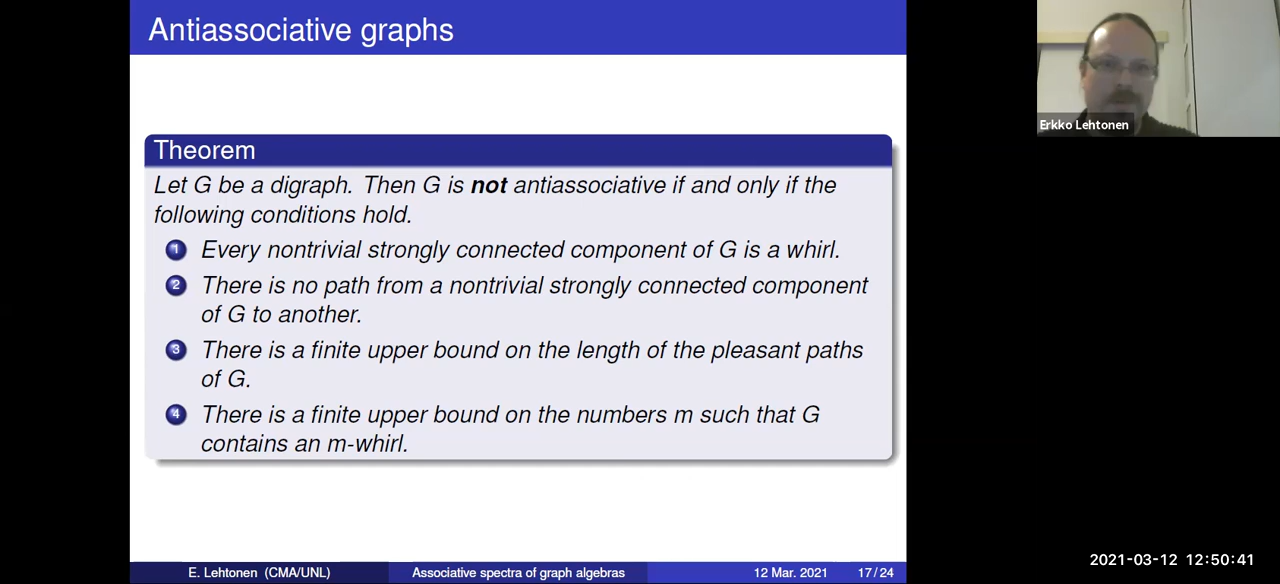 Antiassociative graphs
Erkko Lehtonen
Theorem
Let G be a digraph. Then G is not antiassociative if and only if the
following conditions hold.
1 Every nontrivial strongly connected component of G is a whirl.
2 There is no path from a nontrivial strongly connected component
of G to another.
3 There is a finite upper bound on the length of the pleasant paths
of G.
4 There is a finite upper bound on the numbers m such that G
contains an m-whirl.
2021-03-12 12:50:41
E. Lehtonen (CMA/UNL) Associative spectra of graph algebras 12 Mar. 2021 17 / 24